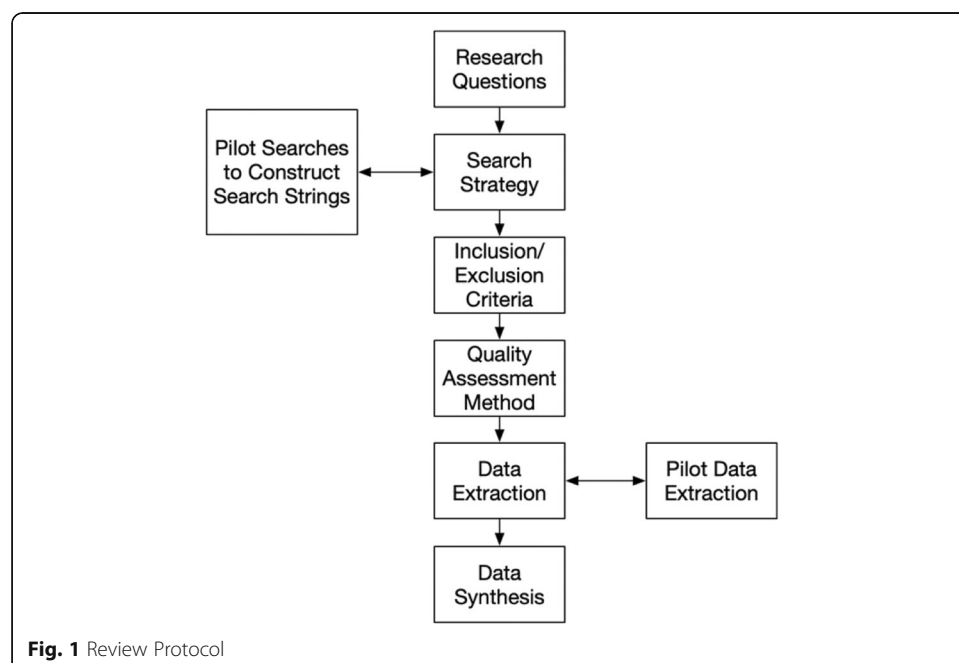 Research
Questions
Pilot Searches
to Construct
Search Strings
Search
Strategy
Inclusion/
Exclusion
Criteria
Quality
Assessment
Method
Data
Extraction
Pilot Data
Extraction
Data
Synthesis
Fig. 1 Review Protocol